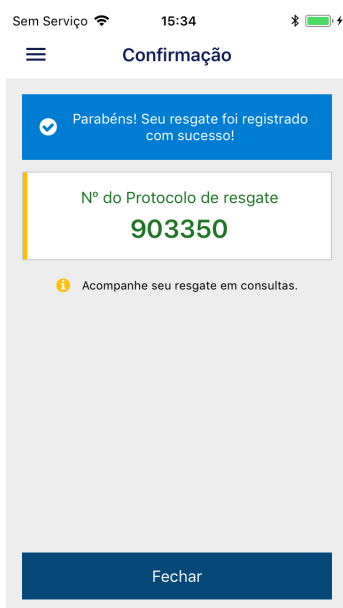 Sem Serviço 15:34
Confirmação
Parabéns! Seu resgate foi registrado
com sucesso!
Nº do Protocolo de resgate
903350
Acompanhe seu resgate em consultas.
Fechar